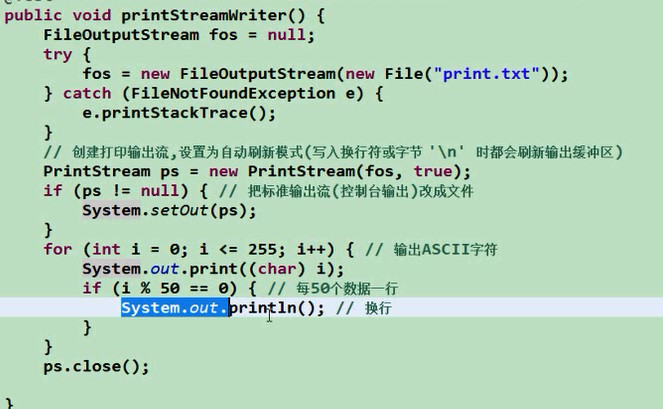 public void printStreamWriter() {
FileOutputStream fos = null;
try {
fos = new FileOutputStream(new File("print.txt"));
} catch (FileNotFoundException e) {
e.printStackTrace();
}
// 创建打印输出流,设置为自动刷新模式(写入换行符或字节 '\n' 时都会刷新输出缓冲区)
PrintStream ps = new PrintStream(fos, true);
if (ps != null) { // 把标准输出流(控制台输出)改成文件
System.setOut(ps);
}
for (int i = 0; i <= 255; i++) { // 输出ASCII字符
System.out.print((char) i);
if (i % 50 == 0) { // 每50个数据一行
System.out.println(); // 换行
}
}
ps.close();
}